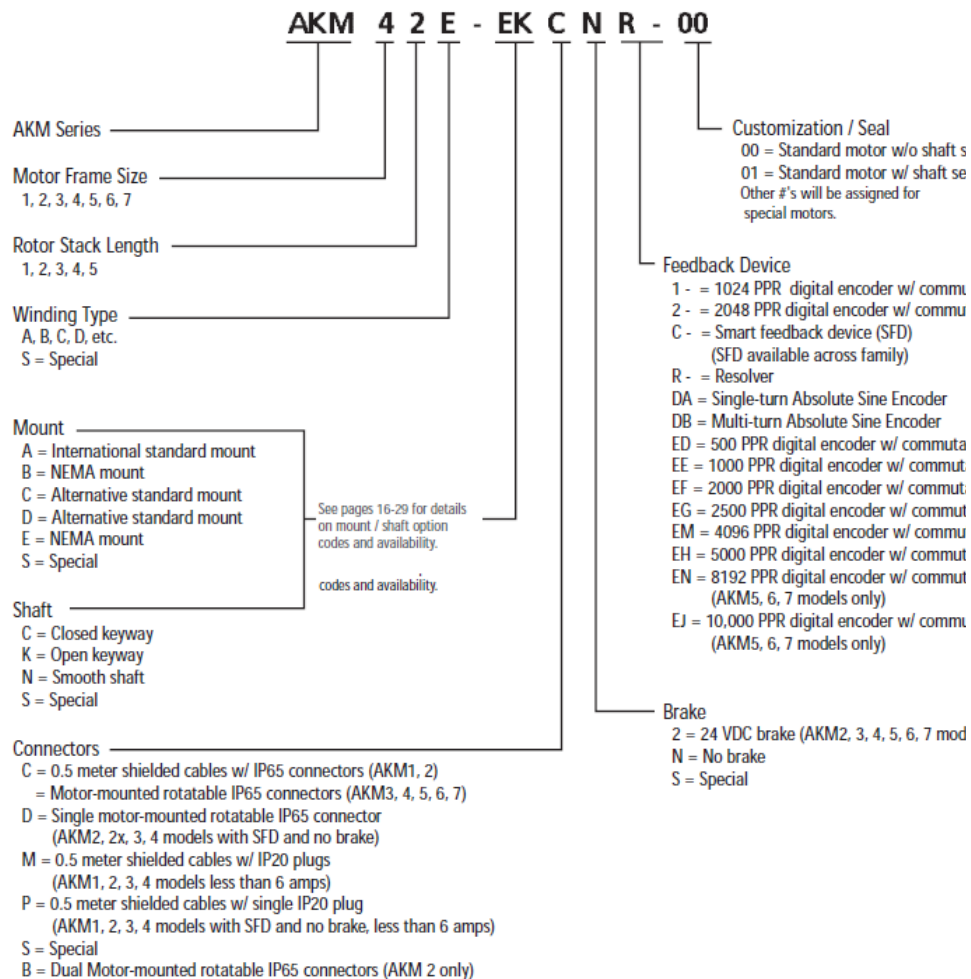 AKM 4 2 E - EK C N R - 00
AKM Series
Motor Frame Size
1, 2, 3, 4, 5, 6, 7
Rotor Stack Length
1, 2, 3, 4, 5
Winding Type
A, B, C, D, etc.
S = Special
Mount
A = International standard mount
B = NEMA mount
C = Alternative standard mount
D = Alternative standard mount
E = NEMA mount
S = Special
See pages 16-29 for details
on mount / shaft option
codes and availability.
codes and availability.
Shaft
C = Closed keyway
K = Open keyway
N = Smooth shaft
S = Special
Connectors
C = 0.5 meter shielded cables w/ IP65 connectors (AKM1, 2)
= Motor-mounted rotatable IP65 connectors (AKM3, 4, 5, 6, 7)
D = Single motor-mounted rotatable IP65 connector
(AKM2, 2x, 3, 4 models with SFD and no brake)
M = 0.5 meter shielded cables w/ IP20 plugs
(AKM1, 2, 3, 4 models less than 6 amps)
P = 0.5 meter shielded cables w/ single IP20 plug
(AKM1, 2, 3, 4 models with SFD and no brake, less than 6 amps)
S = Special
B = Dual Motor-mounted rotatable IP65 connectors (AKM 2 only)
Customization / Seal
00 = Standard motor w/o shaft s
01 = Standard motor w/ shaft se
Other #'s will be assigned for
special motors.
Feedback Device
1 - = 1024 PPR digital encoder w/ commu
2 - = 2048 PPR digital encoder w/ commu
C - = Smart feedback device (SFD)
(SFD available across family)
R - = Resolver
DA = Single-turn Absolute Sine Encoder
DB = Multi-turn Absolute Sine Encoder
ED = 500 PPR digital encoder w/ commuta
EE = 1000 PPR digital encoder w/ commut
EF = 2000 PPR digital encoder w/ commut
EG = 2500 PPR digital encoder w/ commut
EM = 4096 PPR digital encoder w/ commu
EH = 5000 PPR digital encoder w/ commut
EN = 8192 PPR digital encoder w/ commut
(AKM5, 6, 7 models only)
EJ = 10,000 PPR digital encoder w/ commu
(AKM5, 6, 7 models only)
Brake
2 = 24 VDC brake (AKM2, 3, 4, 5, 6, 7 mod
N = No brake
S = Special